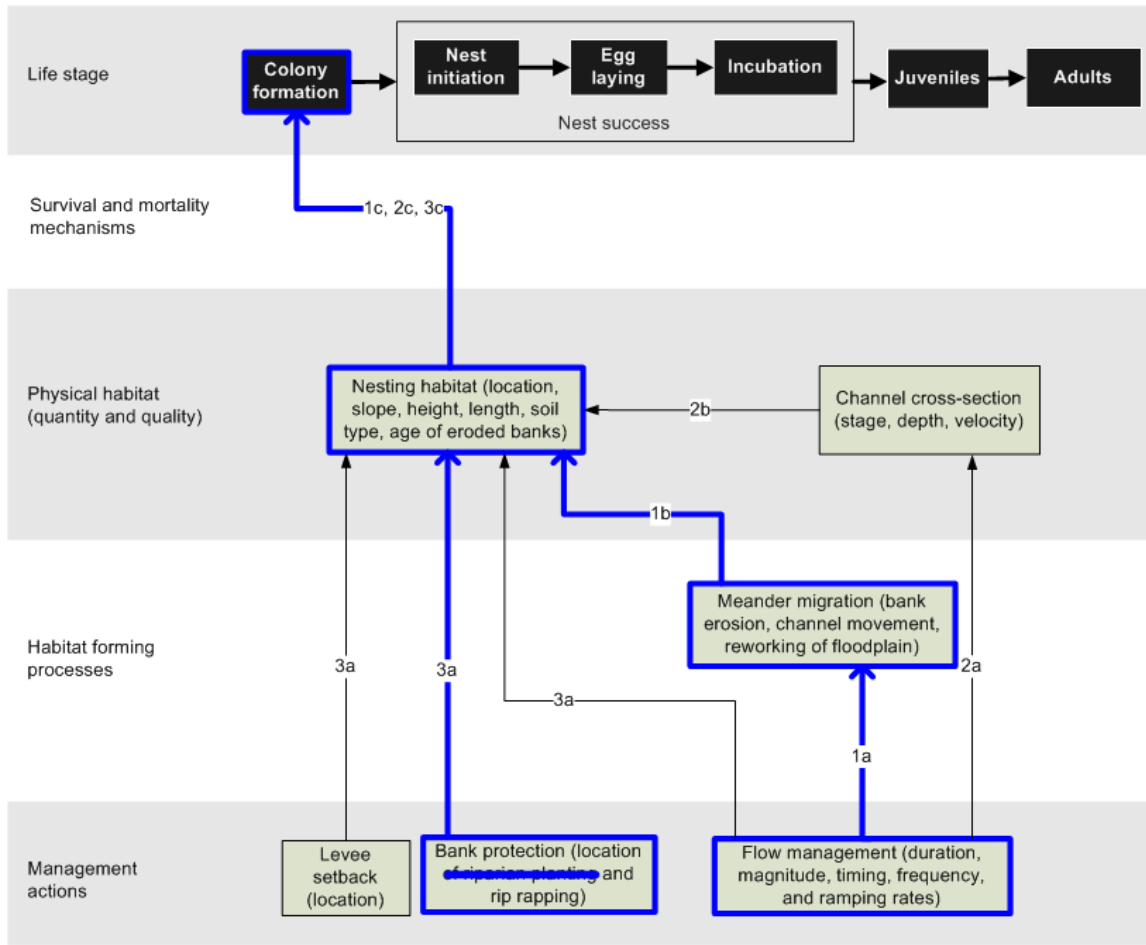 Life stage
Colony
formation
Nest
initiation
Egg
laying
Incubation
Nest success
Juveniles
Adults
Survival and mortality
mechanisms
1c, 2c, 3c
Physical habitat
(quantity and quality)
Nesting habitat (location,
slope, height, length, soil
type, age of eroded banks)
2b
Channel cross-section
(stage, depth, velocity)
1b
Habitat forming
processes
Meander migration (bank
erosion, channel movement,
reworking of floodplain)
3a
3a
3a
2a
1a
Management
actions
Levee
setback
(location)
Bank protection (location
of riparian planting and
rip rapping)
Flow management (duration,
magnitude, timing, frequency,
and ramping rates)